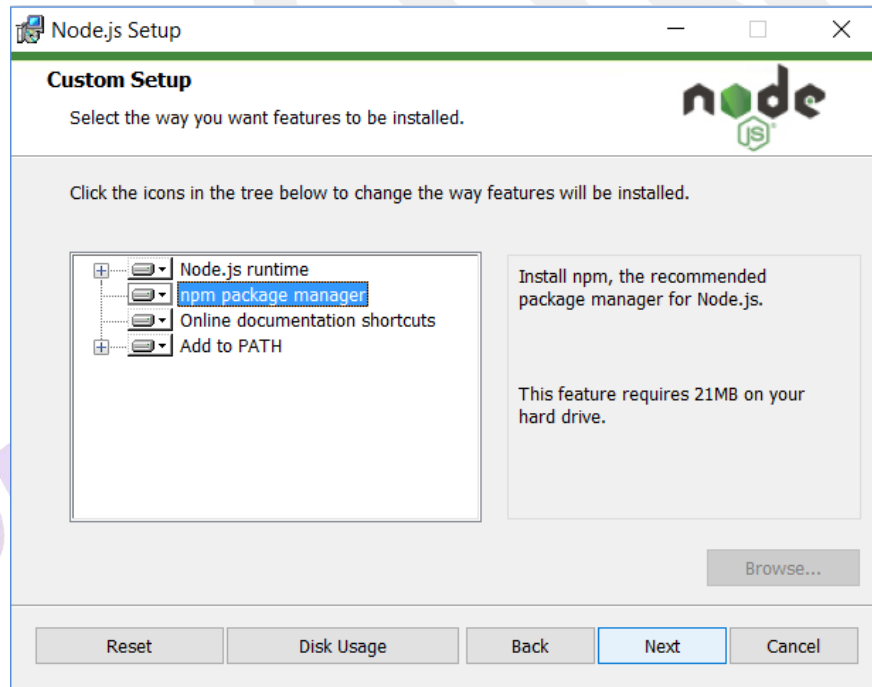 Node.js Setup
Custom Setup
Select the way you want features to be installed.
node
JS
Click the icons in the tree below to change the way features will be installed.
Node.js runtime
npm package manager
Online documentation shortcuts
Add to PATH
Install npm, the recommended
package manager for Node.js.
This feature requires 21MB on your
hard drive.
Browse...
Reset
Disk Usage
Back
Next
Cancel